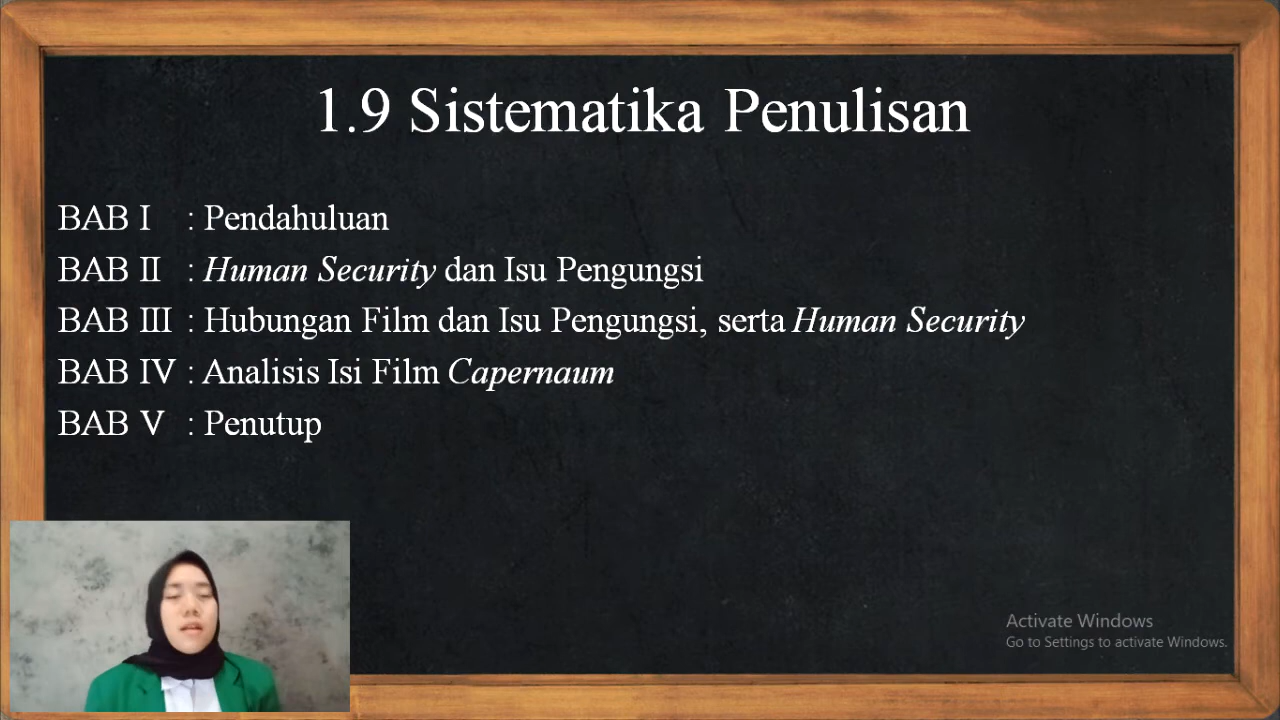 1.9 Sistematika Penulisan
BAB I : Pendahuluan
BAB II : Human Security dan Isu Pengungsi
BAB III : Hubungan Film dan Isu Pengungsi, serta Human Security
BAB IV : Analisis Isi Film Capernaum
BAB V : Penutup
Activate Windows
Go to Settings to activate Windows.